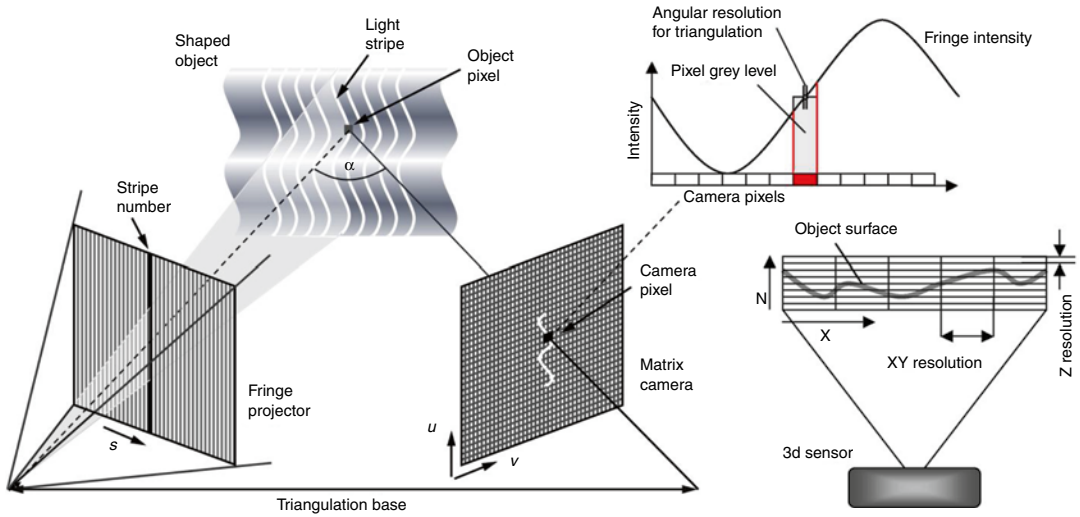 Shaped
object
Light
stripe
Object
pixel
α
Stripe
number
Fringe
projector
s
Triangulation base
u
v
Camera
pixel
Matrix
camera
Angular resolution
for triangulation
Pixel grey level
Fringe intensity
Intensity
Camera pixels
Object surface
N
X
XY resolution
Z resolution
3d sensor